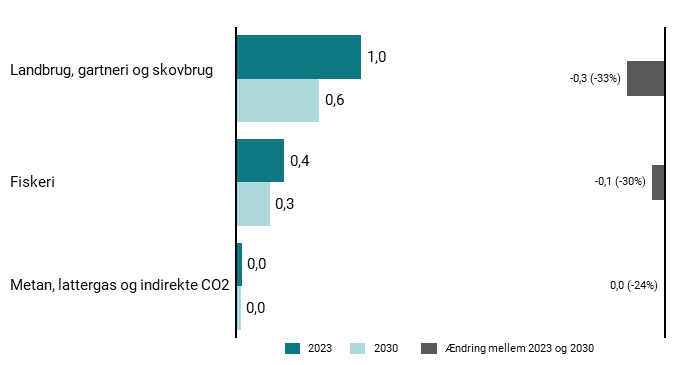 Landbrug, gartneri og skovbrug
1,0
0,6
-0,3 (-33%)
Fiskeri
0,4
0,3
-0,1 (-30%)
Metan, lattergas og indirekte CO2
0,0
0,0
0,0 (-24%)
2023
2030
Ændring mellem 2023 og 2030